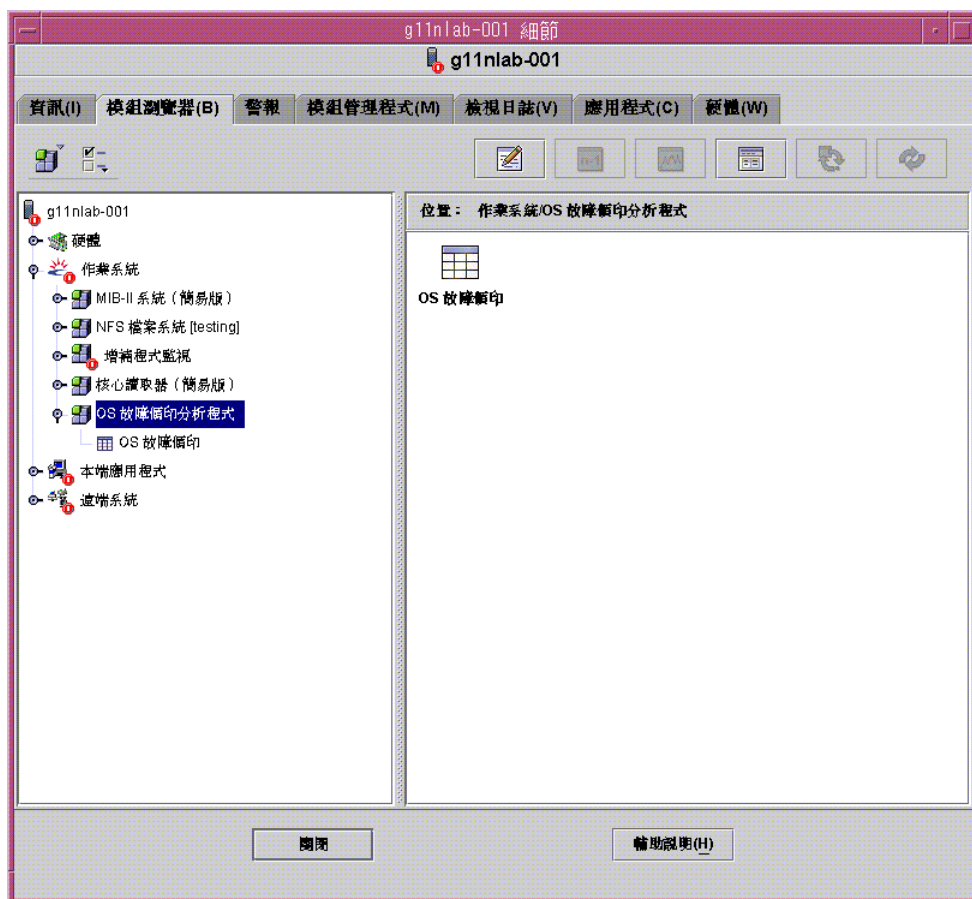 g11nlab-001 細節
g11nlab-001
資訊(I) 模組瀏覽器(B) 警報 模組管理程式(M) 檢視日誌(V) 應用程式(C) 硬體(W)
g11nlab-001
硬體
作業系統
MIB-II 系統（簡易版）
NFS 檔案系統 [testing]
增補程式監視
核心讀取器（簡易版）
OS 故障傾印分析程式
OS 故障傾印
本端應用程式
遠端系統
位置： 作業系統/OS 故障傾印分析程式
OS 故障傾印
關閉 輔助說明(H)